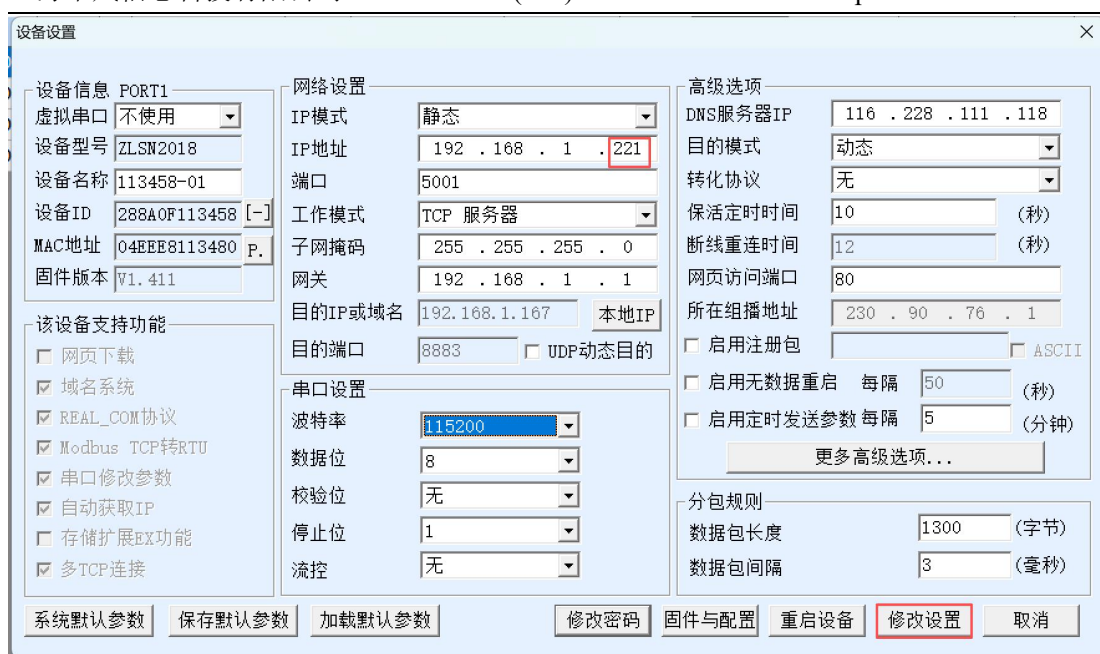 设备设置
设备信息 PORT1
虚拟串口 不使用
设备型号 ZLSN2018
设备名称 113458-01
设备ID 288A0F113458 [-]
MAC地址 04EEE8113480 P.
固件版本 V1.411
该设备支持功能
网页下载
域名系统
REAL_COM协议
Modbus TCP转RTU
串口修改参数
自动获取IP
存储扩展EX功能
多TCP连接
网络设置
IP模式 静态
IP地址 192 .168 . 1 .221
端口 5001
工作模式 TCP 服务器
子网掩码 255 .255 .255 . 0
网关 192 .168 . 1 . 1
目的IP或域名 192.168.1.167 本地IP
目的端口 8883 UDP动态目的
串口设置
波特率 115200
数据位 8
校验位 无
停止位 1
流控 无
高级选项
DNS服务器IP 116 .228 .111 .118
目的模式 动态
转化协议 无
保活定时时间 10 (秒)
断线重连时间 12 (秒)
网页访问端口 80
所在组播地址 230 . 90 . 76 . 1
启用注册包 ASCII
启用无数据重启 每隔 50 (秒)
启用定时发送参数 每隔 5 (分钟)
更多高级选项...
分包规则
数据包长度 1300 (字节)
数据包间隔 3 (毫秒)
系统默认参数 保存默认参数 加载默认参数 修改密码 固件与配置 重启设备 修改设置 取消